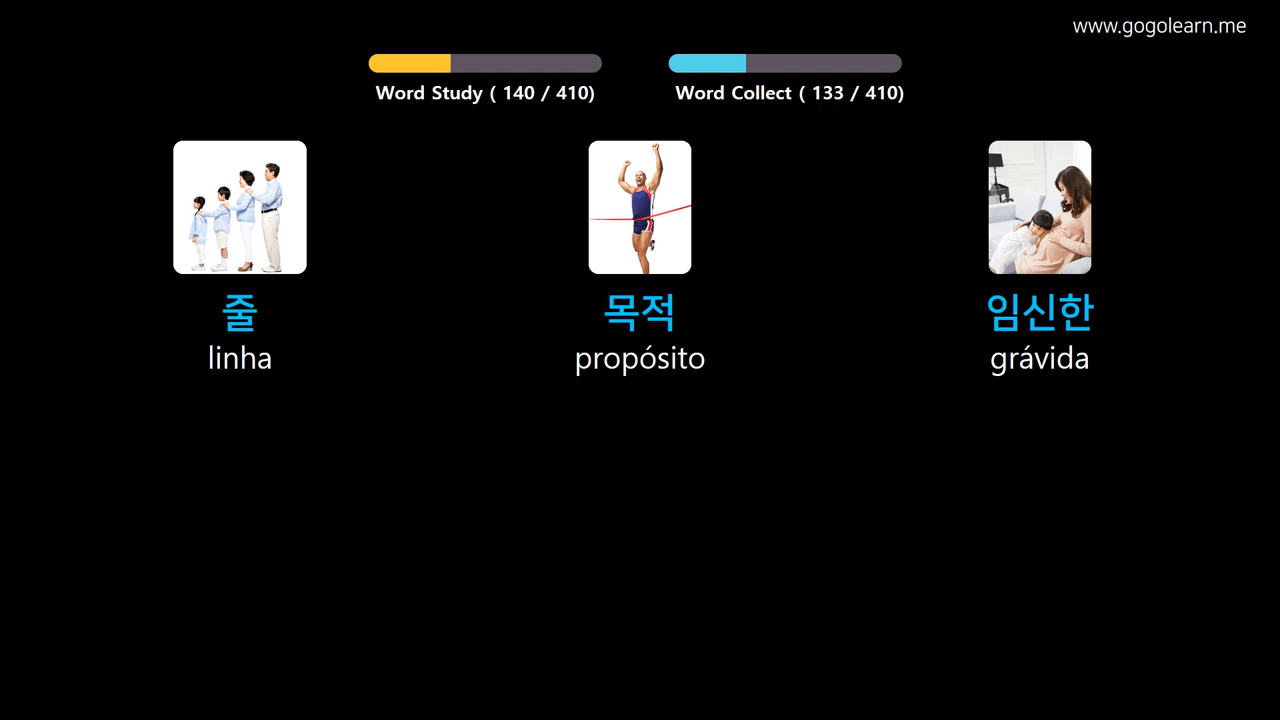 www.gogolearn.me
Word Study ( 140 / 410)
Word Collect ( 133 / 410)
줄
linha
목적
propósito
임신한
grávida